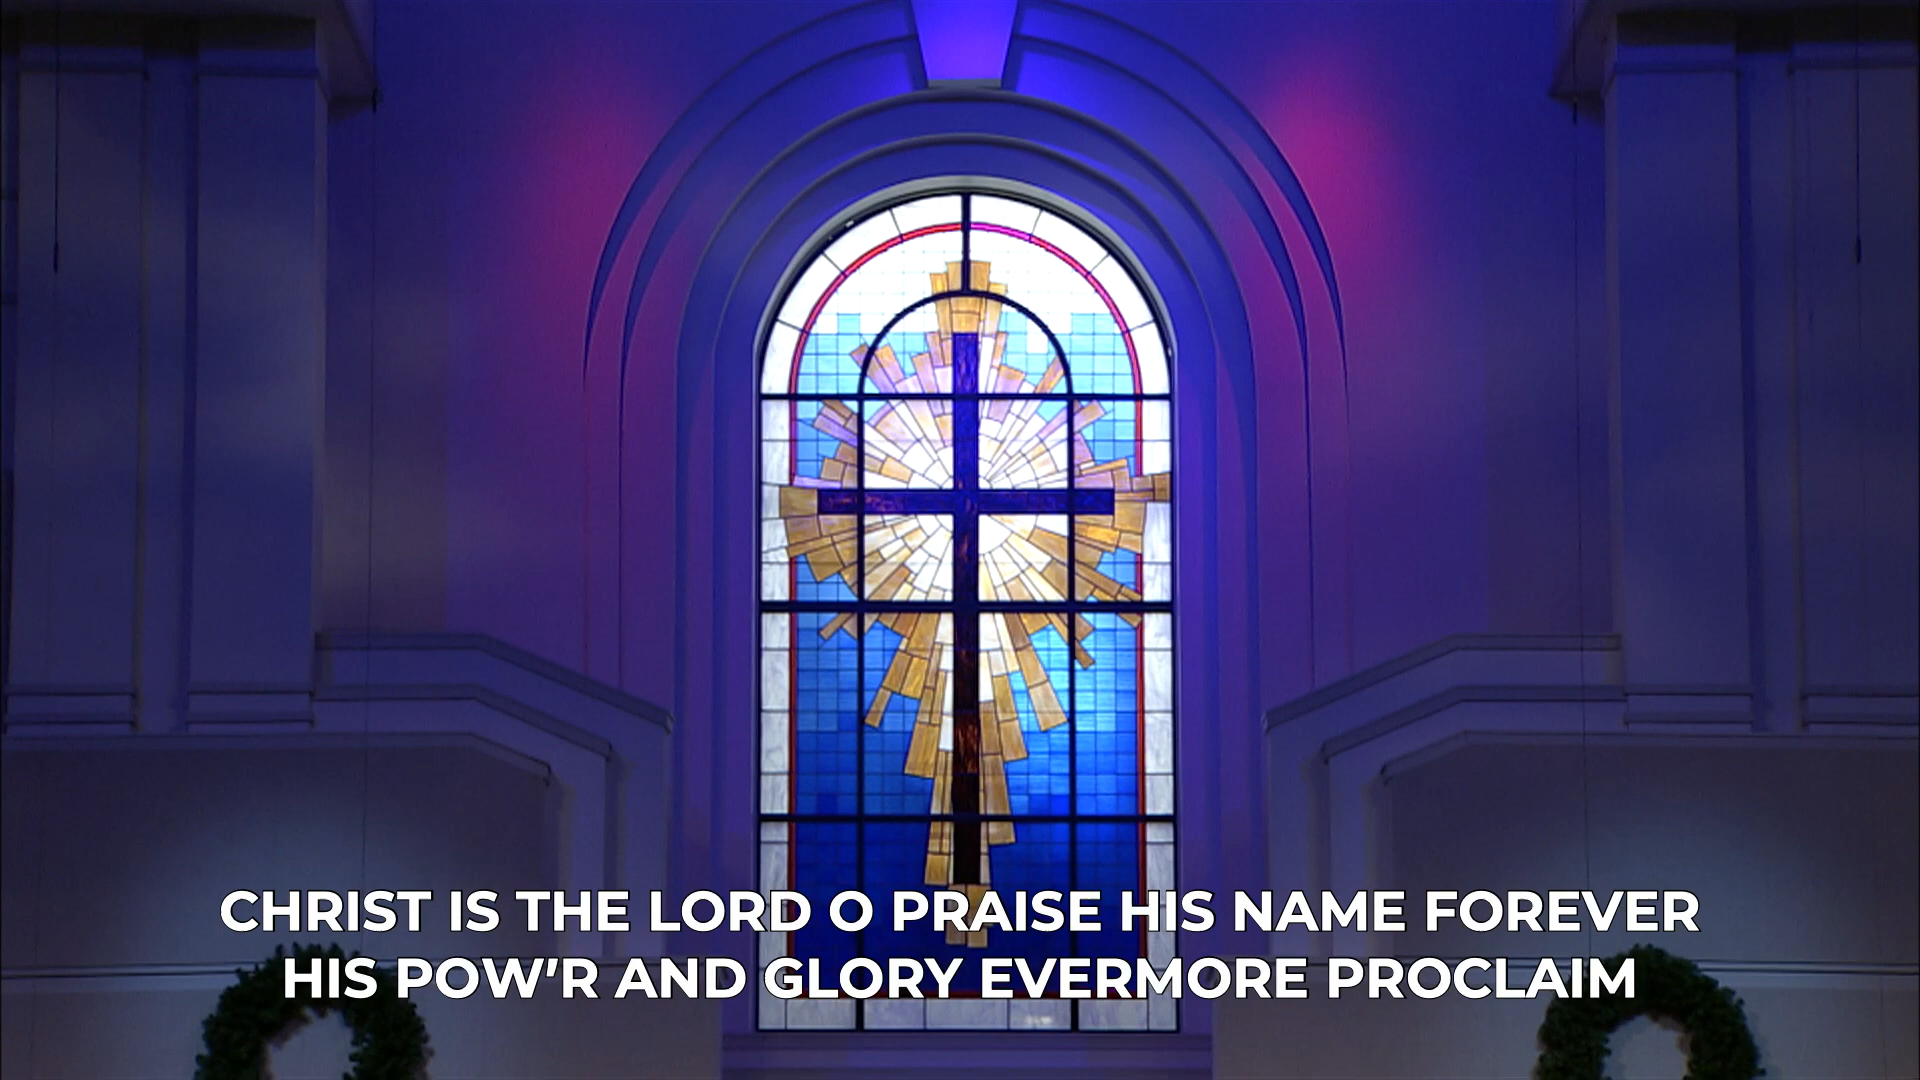 CHRIST IS THE LORD O PRAISE HIS NAME FOREVER
HIS POW'R AND GLORY EVERMORE PROCLAIM